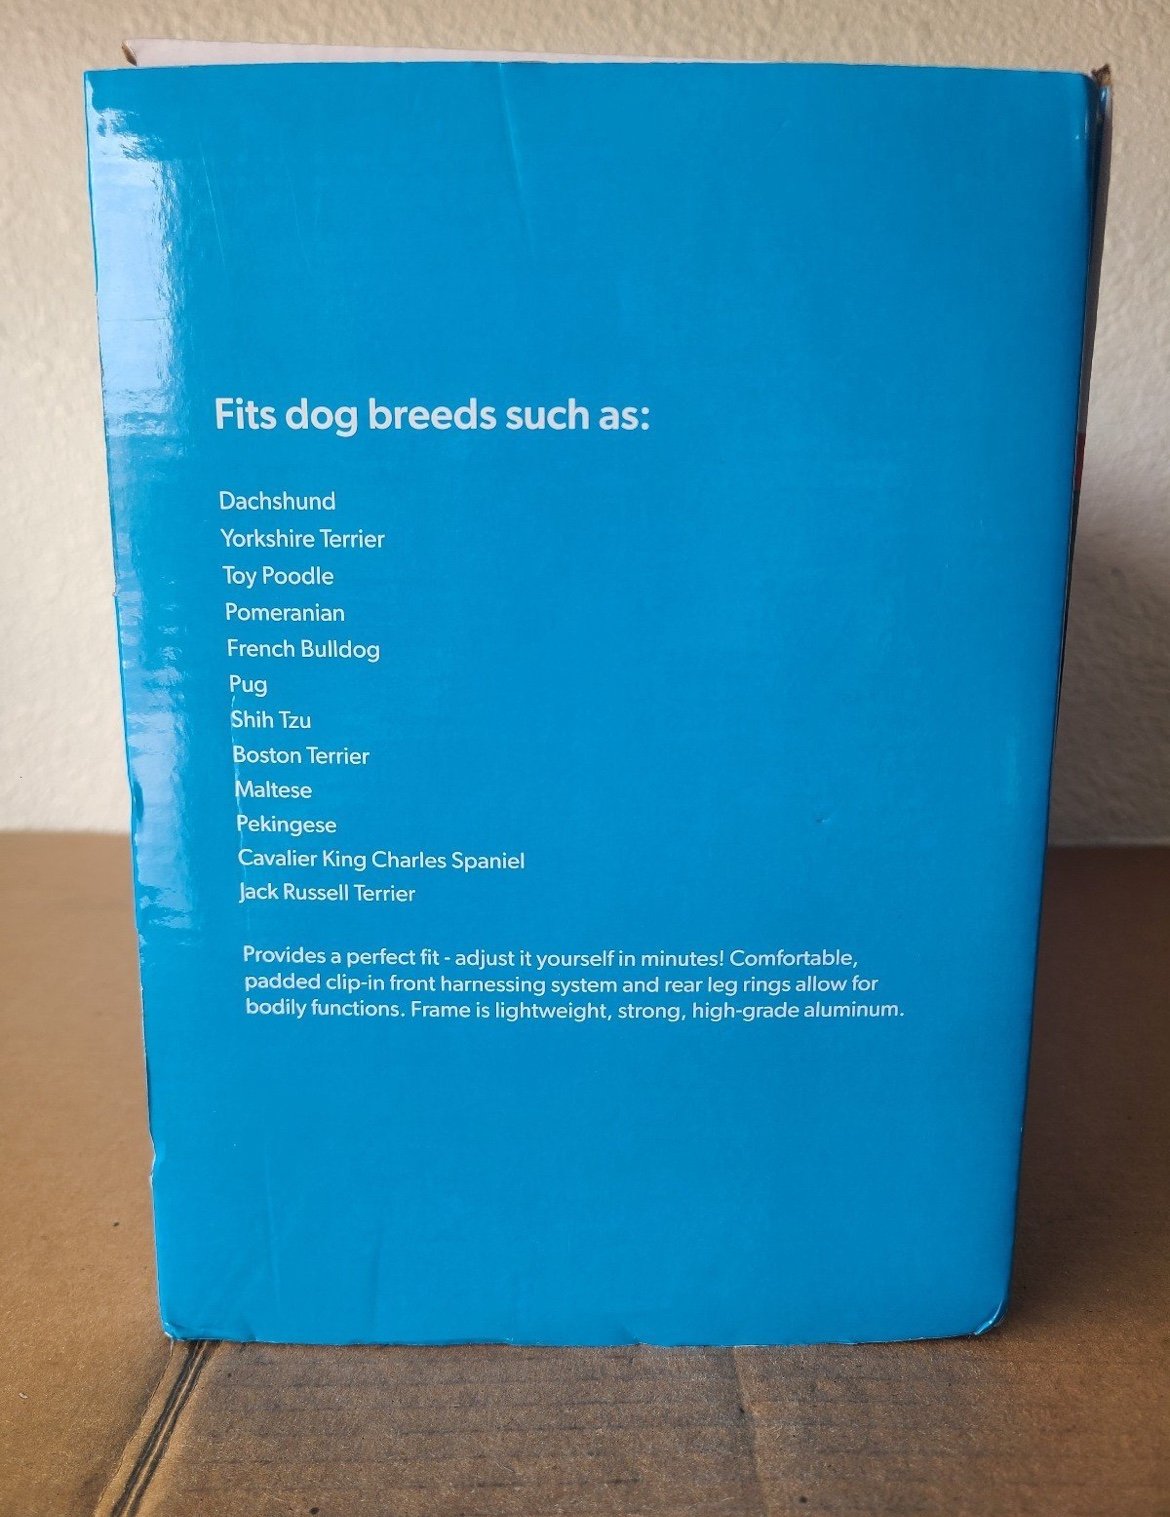 Fits dog breeds such as:
Dachshund
Yorkshire Terrier
Toy Poodle
Pomeranian
French Bulldog
Pug
Shih Tzu
Boston Terrier
Maltese
Pekingese
Cavalier King Charles Spaniel
Jack Russell Terrier
Provides a perfect fit - adjust it yourself in minutes! Comfortable,
padded clip-in front harnessing system and rear leg rings allow for
bodily functions. Frame is lightweight, strong, high-grade aluminum.